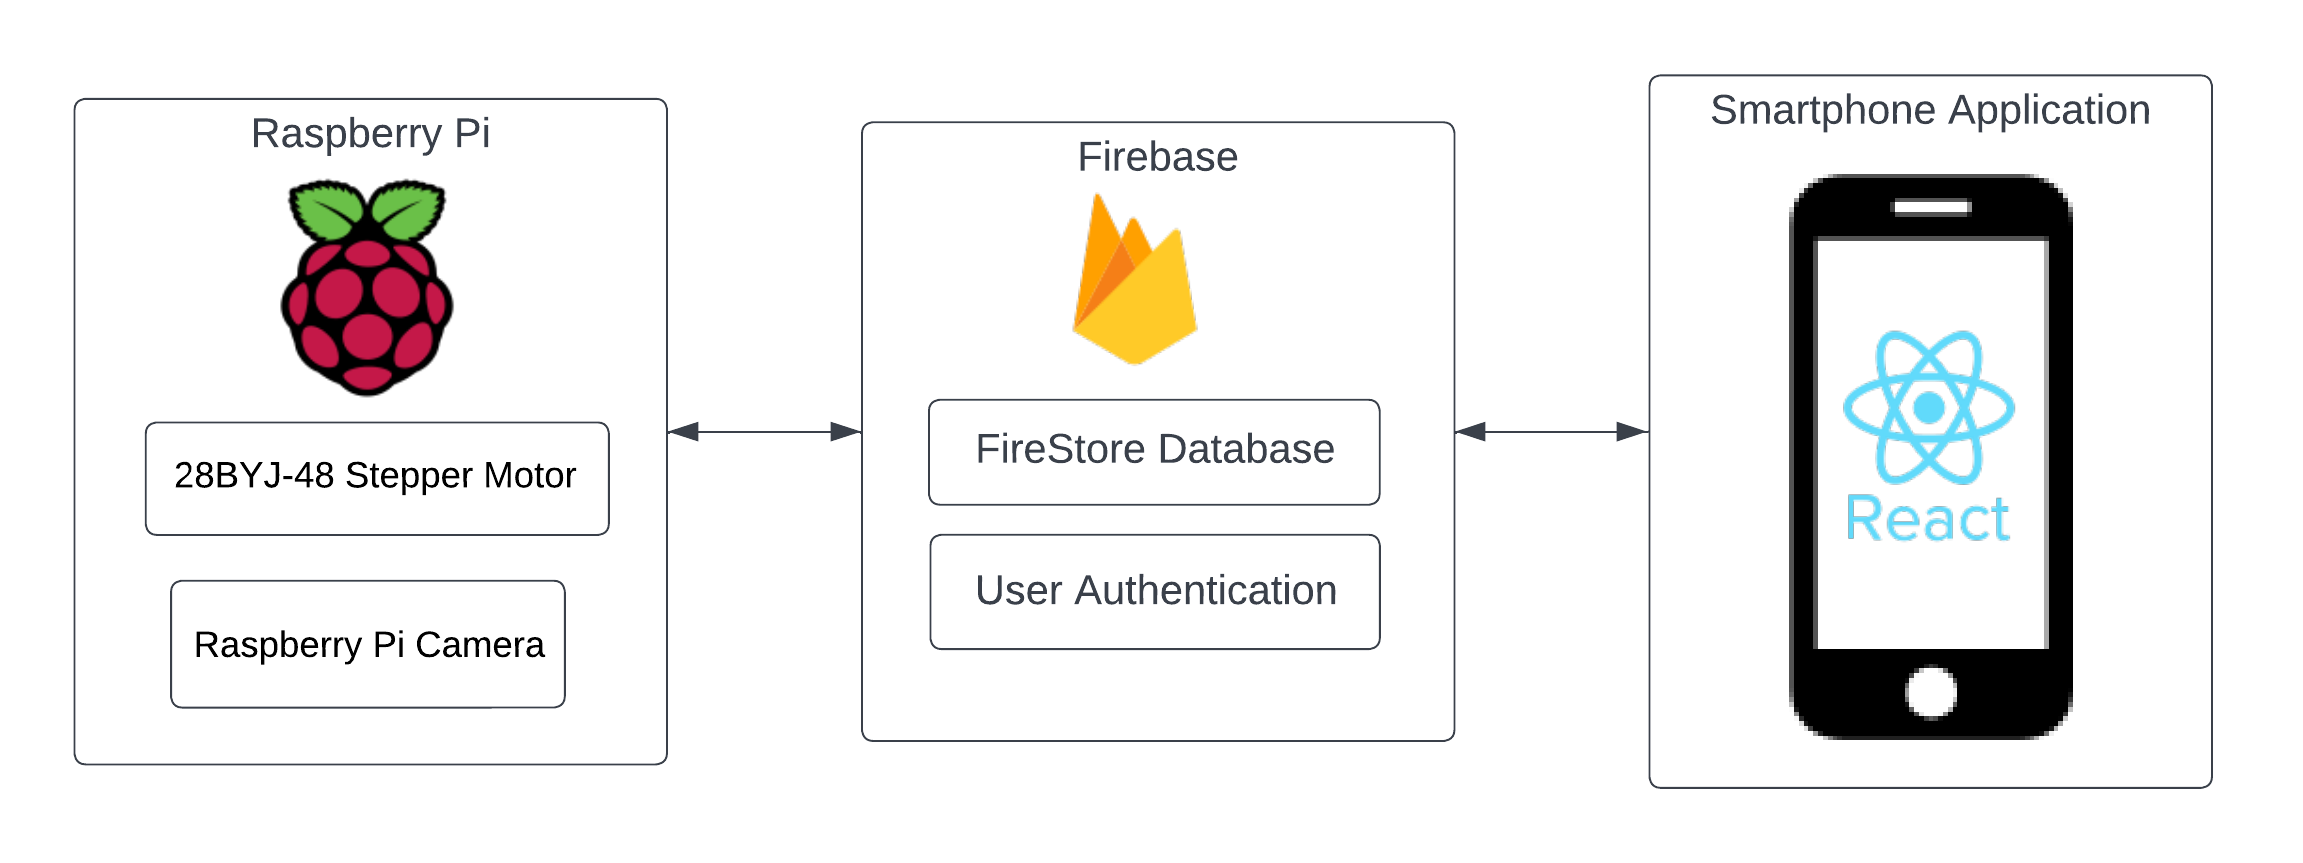 Raspberry Pi
28BYJ-48 Stepper Motor
Raspberry Pi Camera
Firebase
FireStore Database
User Authentication
Smartphone Application
React